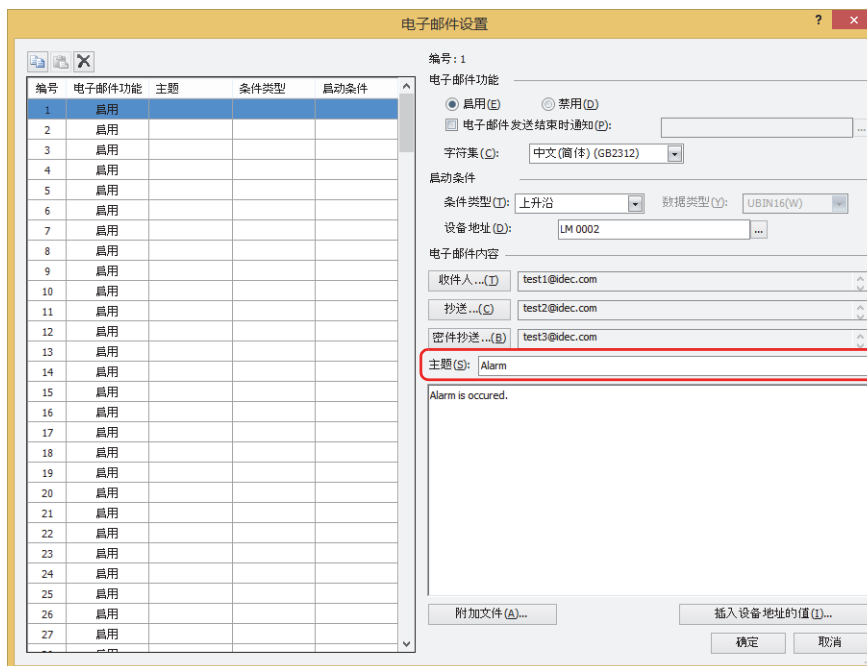 电子邮件设置
? ×
编号 电子邮件功能 主题 条件类型 启动条件
1 启用
2 启用
3 启用
4 启用
5 启用
6 启用
7 启用
8 启用
9 启用
10 启用
11 启用
12 启用
13 启用
14 启用
15 启用
16 启用
17 启用
18 启用
19 启用
20 启用
21 启用
22 启用
23 启用
24 启用
25 启用
26 启用
27 启用
编号: 1
电子邮件功能
启用(E) 禁用(D)
电子邮件发送结束时通知(P): ...
字符集(C): 中文(简体) (GB2312)
启动条件
条件类型(T): 上升沿 数据类型(Y): UBIN16(W)
设备地址(D): LM 0002 ...
电子邮件内容
收件人...(T) test1@idec.com
抄送...(C) test2@idec.com
密件抄送...(B) test3@idec.com
主题(S): Alarm
Alarm is occured.
附加文件(A)... 插入设备地址的值(I)...
确定 取消